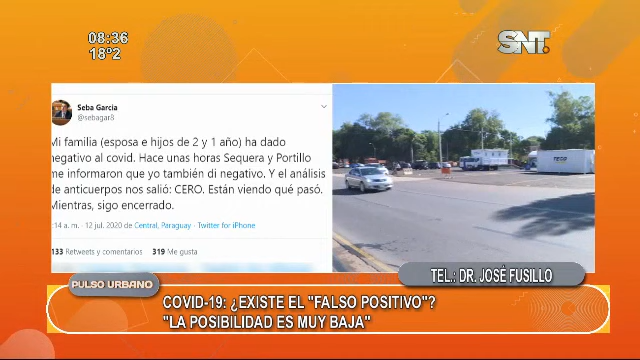 08:36
18°2
SNT
Seba Garcia
@sebagar8
Mi familia (esposa e hijos de 2 y 1 año) ha dado
negativo al covid. Hace unas horas Sequera y Portillo
me informaron que yo también di negativo. Y el análisis
de anticuerpos nos salió: CERO. Están viendo qué pasó.
Mientras, sigo encerrado.
:14 a. m. · 12 jul. 2020 de Central, Paraguay · Twitter for iPhone
133 Retweets y comentarios 319 Me gusta
TEL.: DR. JOSÉ FUSILLO
PULSO URBANO
COVID-19: ¿EXISTE EL "FALSO POSITIVO"?
"LA POSIBILIDAD ES MUY BAJA"